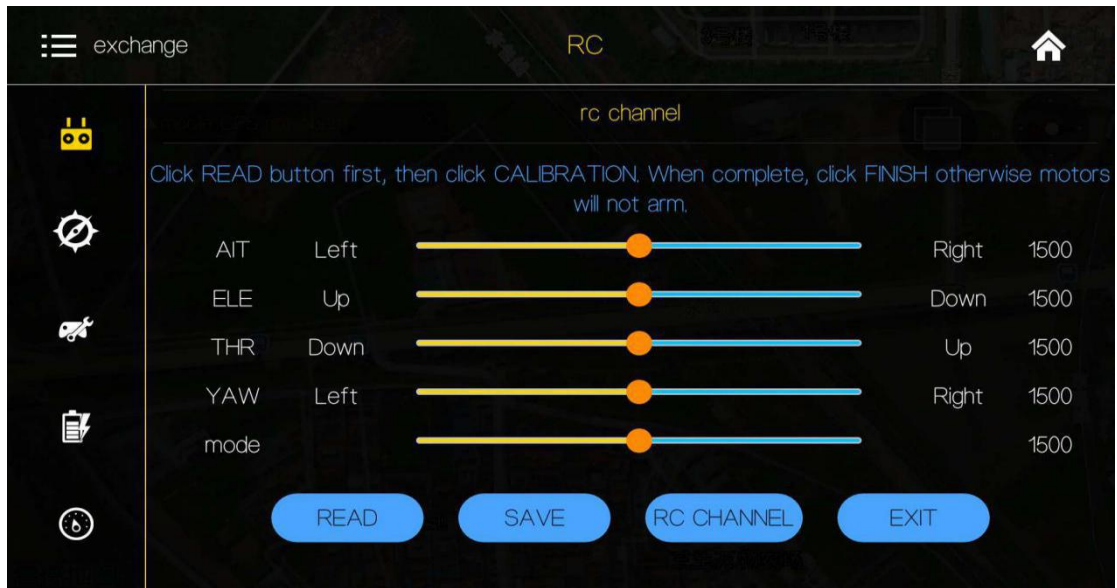 exchange RC
rc channel
Click READ button first, then click CALIBRATION. When complete, click FINISH otherwise motors
will not arm.
AIT Left Right 1500
ELE Up Down 1500
THR Down Up 1500
YAW Left Right 1500
mode 1500
READ SAVE RC CHANNEL EXIT